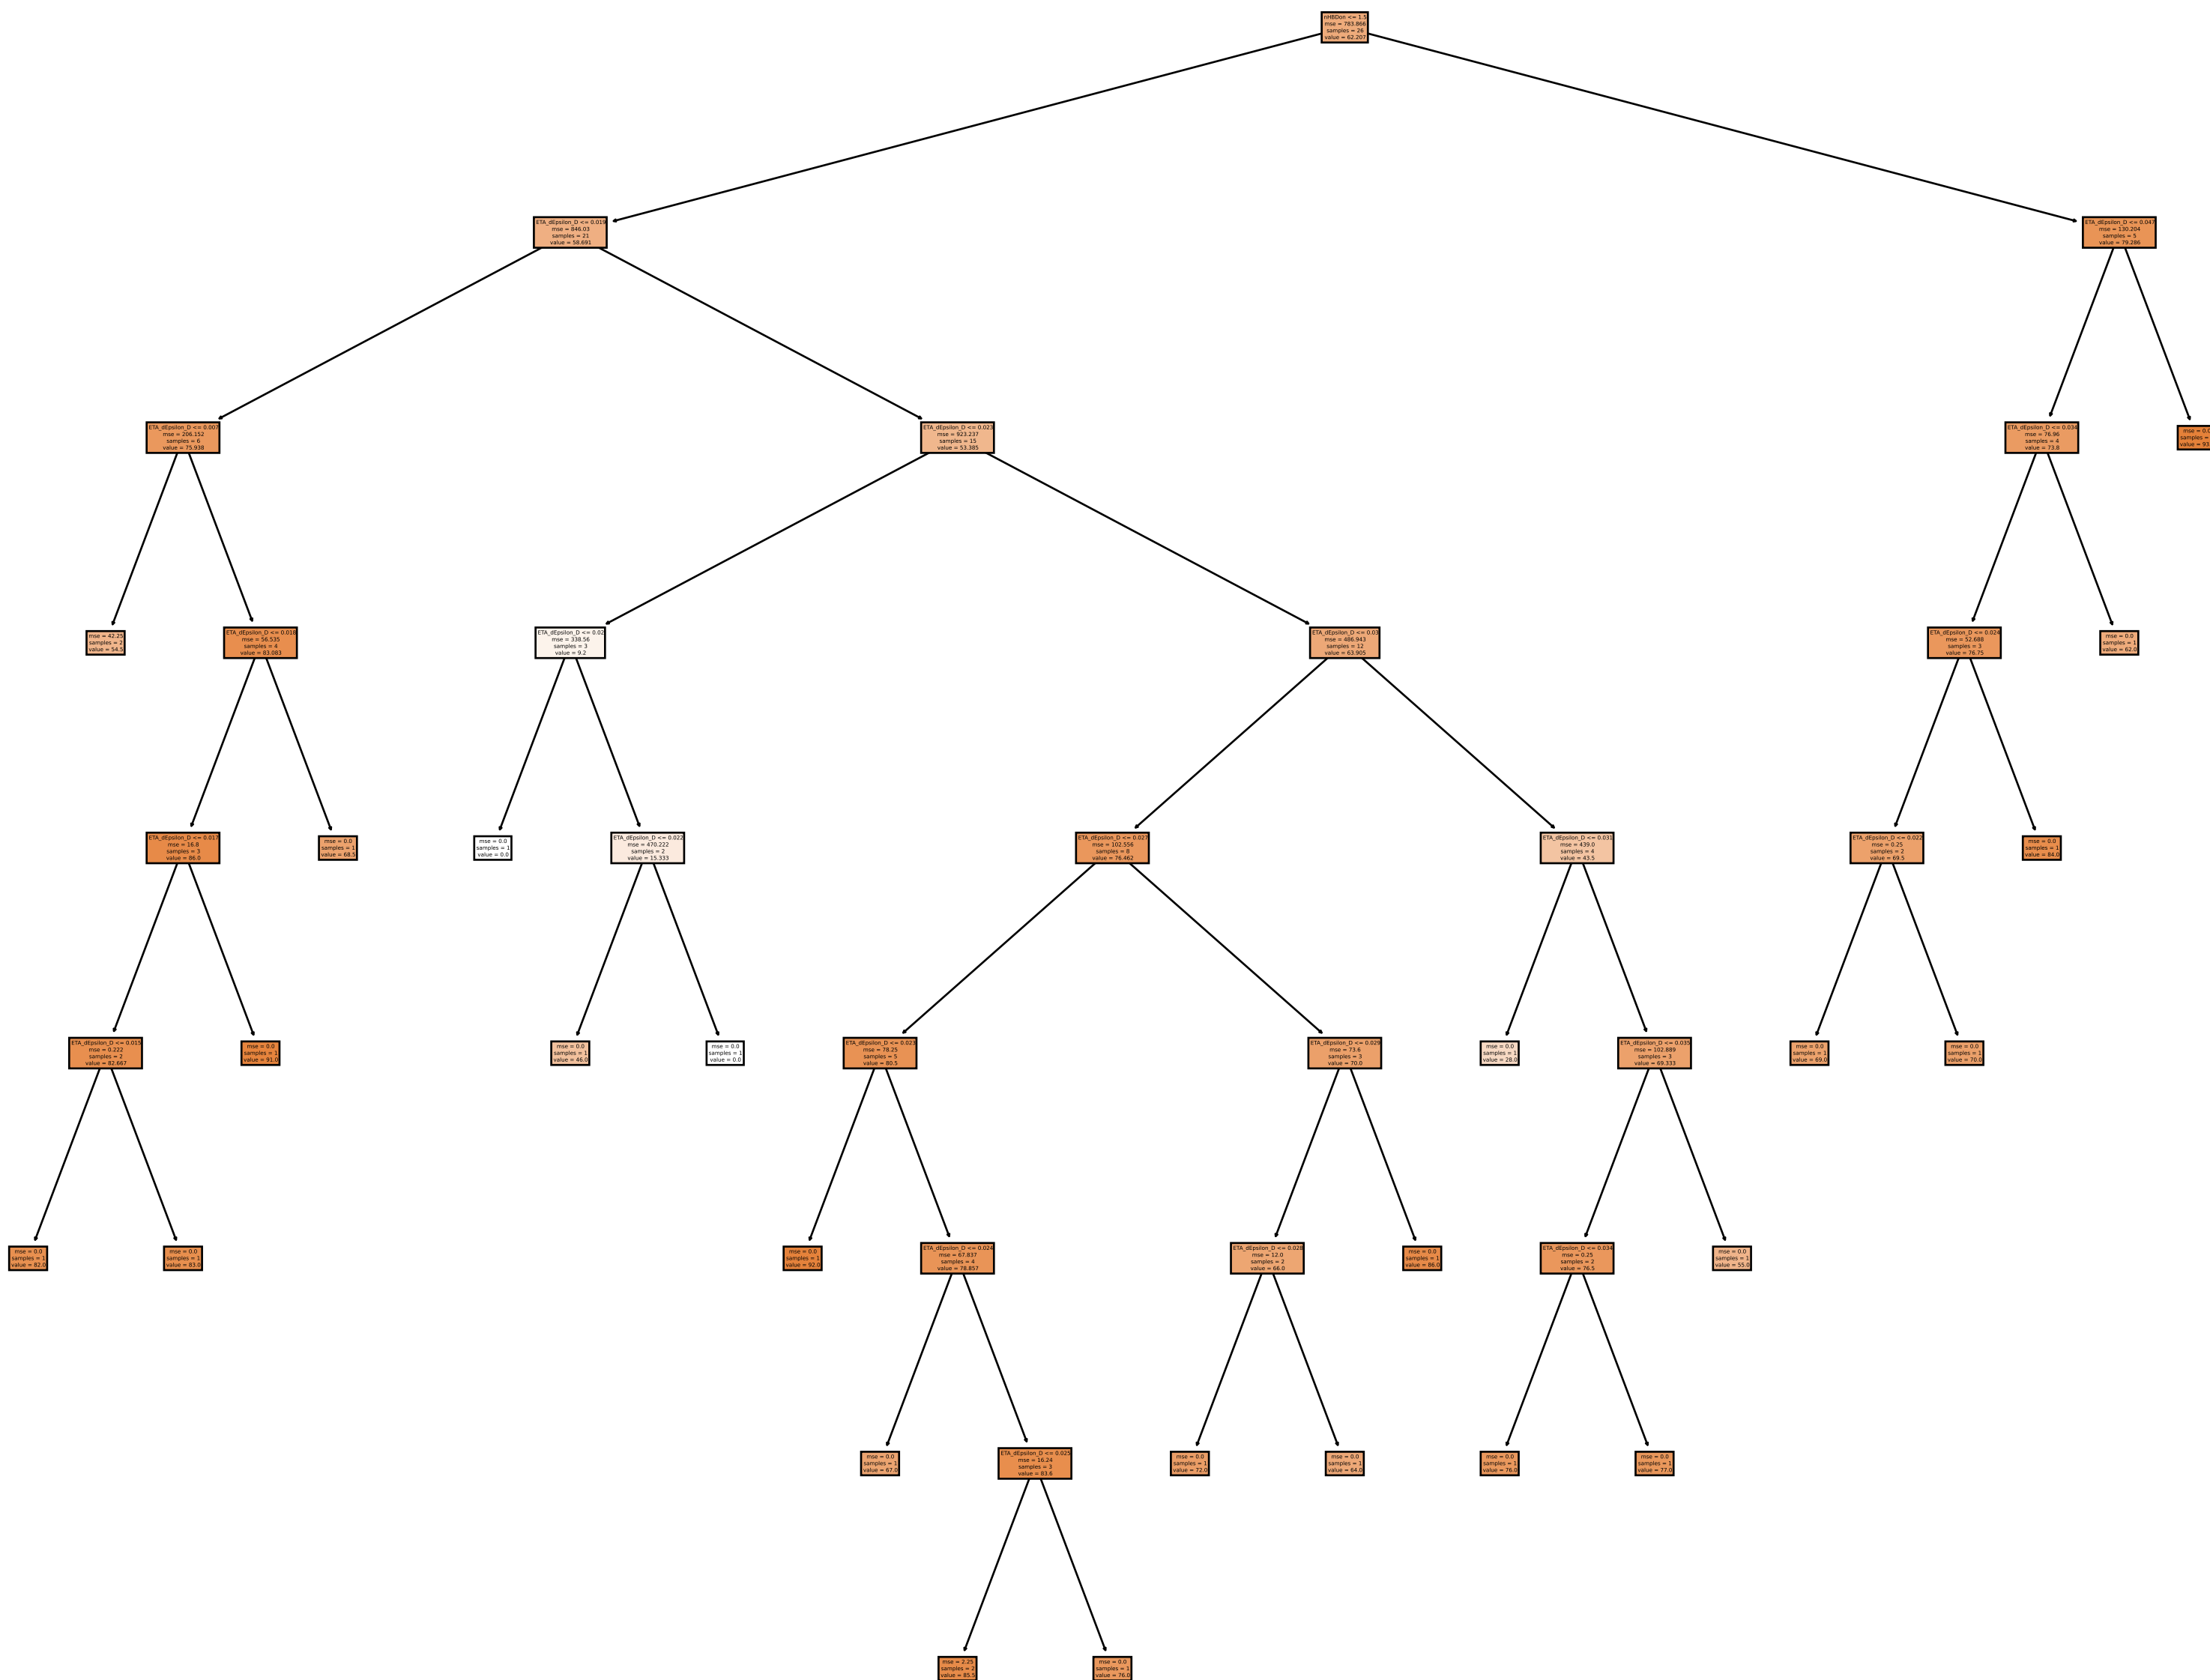 nHBDon <= 1.5
mse = 783.866
samples = 26
value = 62.207
ETA_dEpsilon_D <= 0.019
mse = 846.03
samples = 21
value = 58.691
ETA_dEpsilon_D <= 0.047
mse = 130.204
samples = 5
value = 79.286
ETA_dEpsilon_D <= 0.007
mse = 206.152
samples = 6
value = 75.938
ETA_dEpsilon_D <= 0.023
mse = 923.237
samples = 15
value = 53.385
ETA_dEpsilon_D <= 0.034
mse = 76.96
samples = 4
value = 73.8
mse = 0.0
samples =
value = 93
mse = 42.25
samples = 2
value = 54.5
ETA_dEpsilon_D <= 0.018
mse = 56.535
samples = 4
value = 83.083
ETA_dEpsilon_D <= 0.02
mse = 338.56
samples = 3
value = 9.2
ETA_dEpsilon_D <= 0.03
mse = 486.943
samples = 12
value = 63.905
ETA_dEpsilon_D <= 0.024
mse = 52.688
samples = 3
value = 76.75
mse = 0.0
samples = 1
value = 62.0
ETA_dEpsilon_D <= 0.017
mse = 16.8
samples = 3
value = 86.0
mse = 0.0
samples = 1
value = 68.5
mse = 0.0
samples = 1
value = 0.0
ETA_dEpsilon_D <= 0.022
mse = 470.222
samples = 2
value = 15.333
ETA_dEpsilon_D <= 0.027
mse = 102.556
samples = 8
value = 76.462
ETA_dEpsilon_D <= 0.031
mse = 439.0
samples = 4
value = 43.5
ETA_dEpsilon_D <= 0.022
mse = 0.25
samples = 2
value = 69.5
mse = 0.0
samples = 1
value = 84.0
ETA_dEpsilon_D <= 0.015
mse = 0.222
samples = 2
value = 82.667
mse = 0.0
samples = 1
value = 91.0
mse = 0.0
samples = 1
value = 46.0
mse = 0.0
samples = 1
value = 0.0
ETA_dEpsilon_D <= 0.023
mse = 78.25
samples = 5
value = 80.5
ETA_dEpsilon_D <= 0.029
mse = 73.6
samples = 3
value = 70.0
mse = 0.0
samples = 1
value = 28.0
ETA_dEpsilon_D <= 0.035
mse = 102.889
samples = 3
value = 69.333
mse = 0.0
samples = 1
value = 69.0
mse = 0.0
samples = 1
value = 70.0
mse = 0.0
samples = 1
value = 82.0
mse = 0.0
samples = 1
value = 83.0
mse = 0.0
samples = 1
value = 92.0
ETA_dEpsilon_D <= 0.024
mse = 67.837
samples = 4
value = 78.857
ETA_dEpsilon_D <= 0.028
mse = 12.0
samples = 2
value = 66.0
mse = 0.0
samples = 1
value = 86.0
ETA_dEpsilon_D <= 0.034
mse = 0.25
samples = 2
value = 76.5
mse = 0.0
samples = 1
value = 55.0
mse = 0.0
samples = 1
value = 67.0
ETA_dEpsilon_D <= 0.025
mse = 16.24
samples = 3
value = 83.6
mse = 0.0
samples = 1
value = 72.0
mse = 0.0
samples = 1
value = 64.0
mse = 0.0
samples = 1
value = 76.0
mse = 0.0
samples = 1
value = 77.0
mse = 2.25
samples = 2
value = 85.5
mse = 0.0
samples = 1
value = 76.0